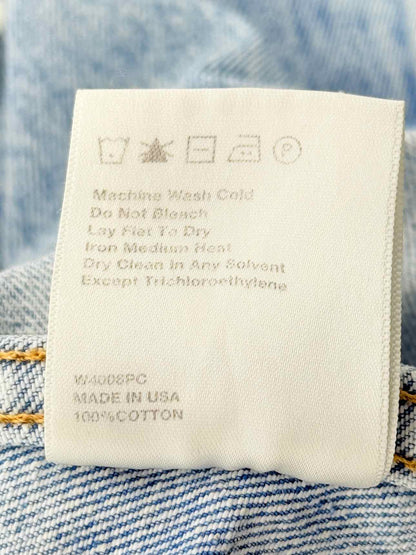 P
Machine Wash Cold
Do Not Bleach
Lay Flat To Dry
Iron Medium Heat
Dry Clean In Any Solvent
Except Trichloroethylene
W4008PC
MADE IN USA
100%COTTON